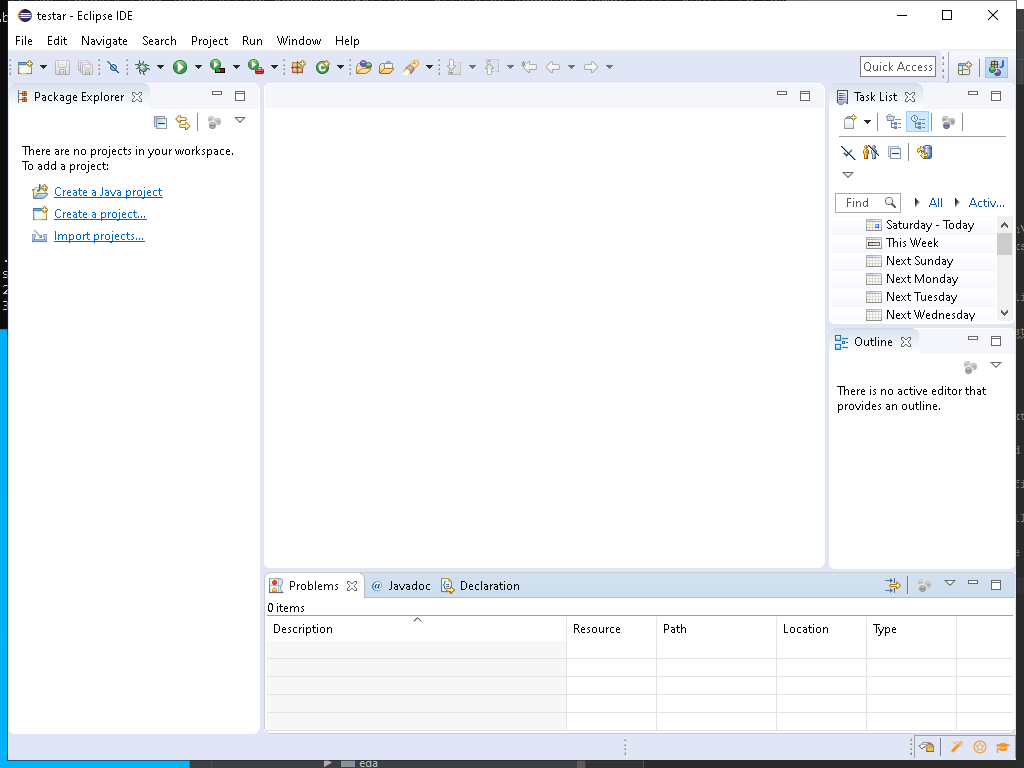 testar - Eclipse IDE
File Edit Navigate Search Project Run Window Help
Quick Access
Package Explorer
There are no projects in your workspace.
To add a project:
Create a Java project
Create a project...
Import projects...
Task List
Find All Activ...
Saturday - Today
This Week
Next Sunday
Next Monday
Next Tuesday
Next Wednesday
Outline
There is no active editor that
provides an outline.
Problems @ Javadoc Declaration
0 items
Description Resource Path Location Type
eda